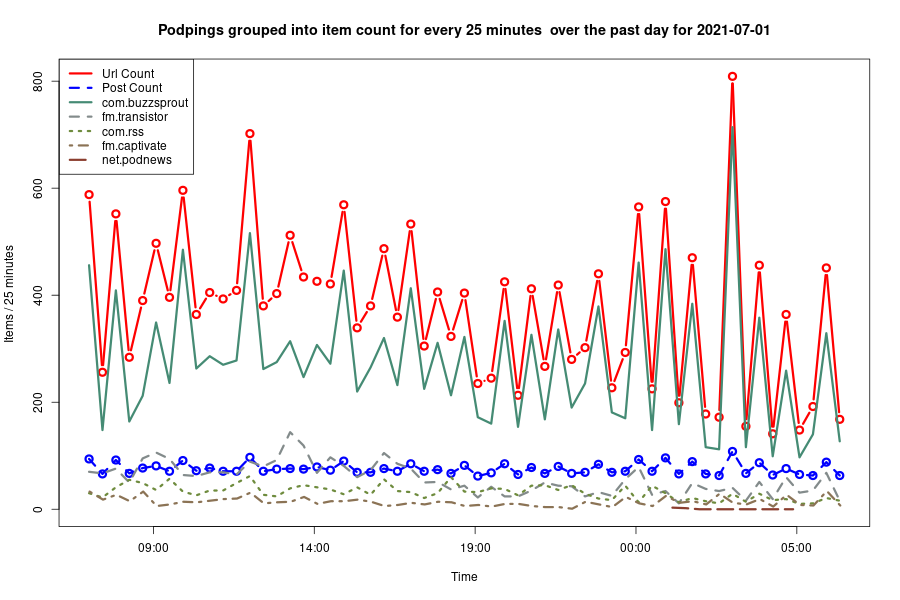 Podpings grouped into item count for every 25 minutes  over the past day for 2021-07-01
Url Count
Post Count
com.buzzsprout
fm.transistor
com.rss
fm.captivate
net.podnews
Items / 25 minutes
800
600
400
200
0
09:00
14:00
19:00
00:00
05:00
Time